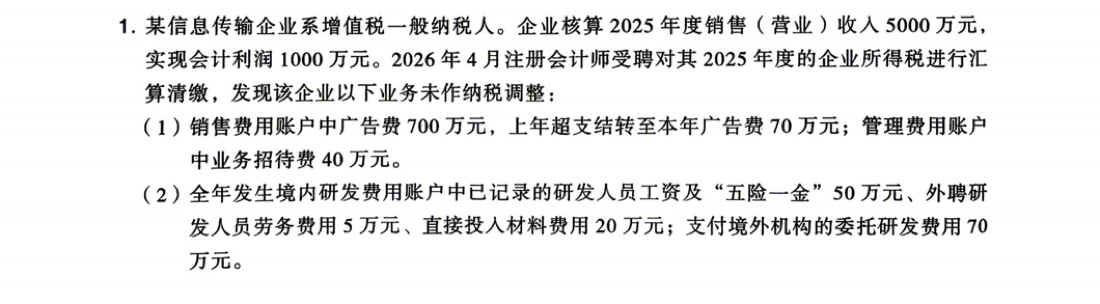 1. 某信息传输企业系增值税一般纳税人。企业核算 2025 年度销售（营业）收入 5000 万元，
实现会计利润 1000 万元。2026 年 4 月注册会计师受聘对其 2025 年度的企业所得税进行汇
算清缴，发现该企业以下业务未作纳税调整：
（1）销售费用账户中广告费 700 万元，上年超支结转至本年广告费 70 万元；管理费用账户
中业务招待费 40 万元。
（2）全年发生境内研发费用账户中已记录的研发人员工资及“五险一金”50 万元、外聘研
发人员劳务费用 5 万元、直接投入材料费用 20 万元；支付境外机构的委托研发费用 70
万元。